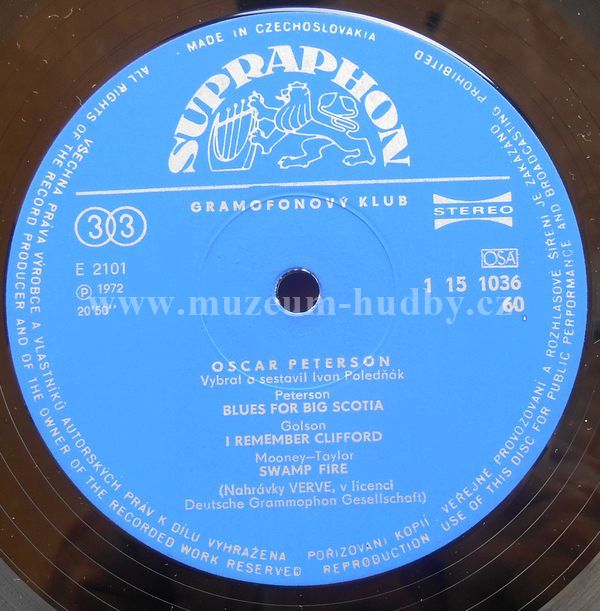 MADE IN CZECHOSLOVAKIA
SUPRAPHON
GRAMOFONOVÝ KLUB
33
STEREO
E 2101
℗ 1972
20'50"
OSA
1 15 1036
60
www.muzeum-hudby.cz
OSCAR PETERSON
Vybral a sestavil Ivan Poledňák
Peterson
BLUES FOR BIG SCOTIA
Golson
I REMEMBER CLIFFORD
Mooney—Taylor
SWAMP FIRE
(Nahrávky VERVE, v licenci
Deutsche Grammophon Gesellschaft)
VŠECHNA PRÁVA VÝROBCE A VLASTNÍKŮ AUTORSKÝCH PRÁV K DÍLU VYHRAŽENA
POŘIZOVÁNÍ KOPIÍ VEŘEJNÉ PROVOZOVÁNÍ A ROZHLASOVÉ ŠÍŘENÍ JE ZAKÁZÁNO
ALL RIGHTS OF THE RECORD PRODUCER AND OF THE OWNER OF THE RECORDED WORK RESERVED
REPRODUCTION USE OF THIS DISC FOR PUBLIC PERFORMANCE AND BROADCASTING PROHIBITED